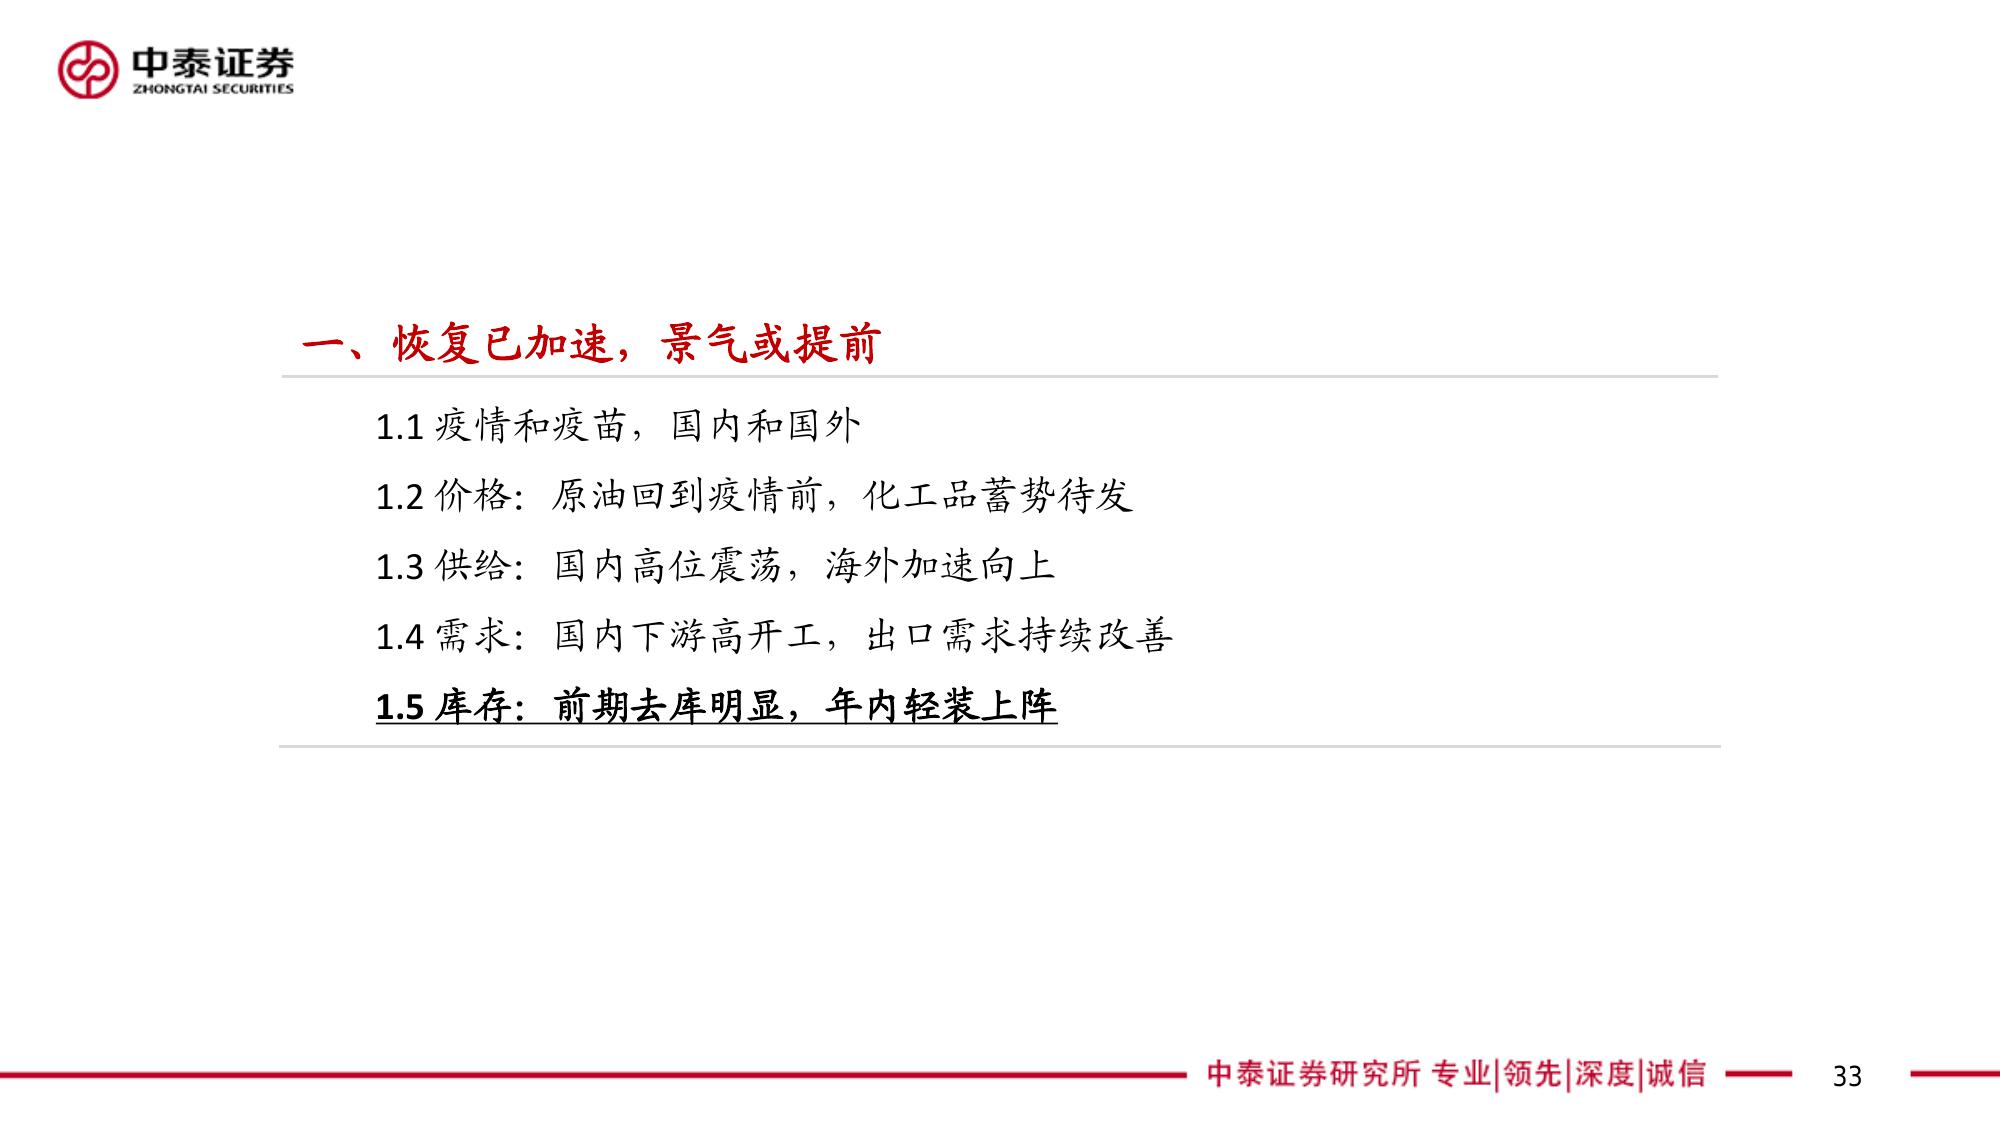 中泰证券
ZHONGTAI SECURITIES
一、恢复已加速，景气或提前
1.1 疫情和疫苗，国内和国外
1.2 价格：原油回到疫情前，化工品蓄势待发
1.3 供给：国内高位震荡，海外加速向上
1.4 需求：国内下游高开工，出口需求持续改善
1.5 库存：前期去库明显，年内轻装上阵
中泰证券研究所 专业|领先|深度|诚信
33